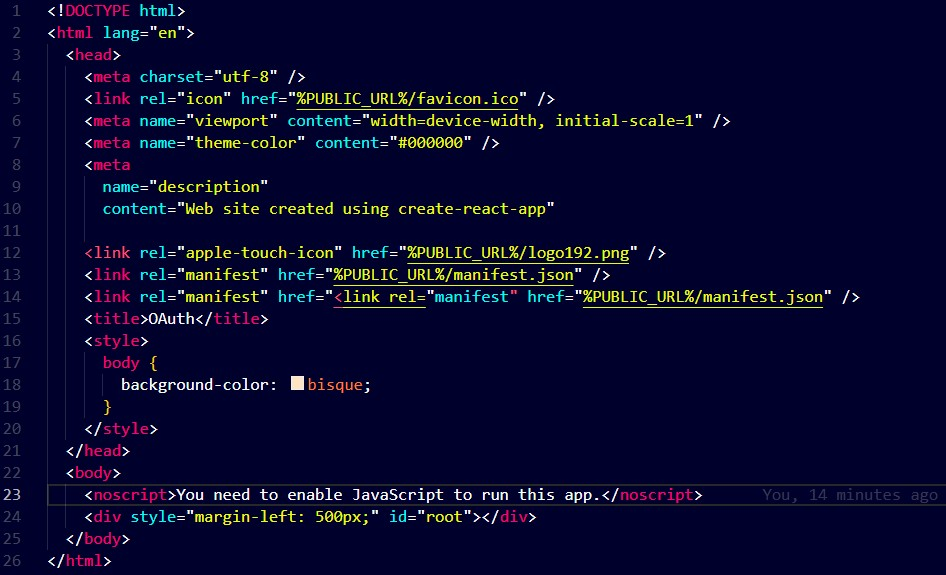 1 <!DOCTYPE html>
2 <html lang="en">
3   <head>
4     <meta charset="utf-8" />
5     <link rel="icon" href="%PUBLIC_URL%/favicon.ico" />
6     <meta name="viewport" content="width=device-width, initial-scale=1" />
7     <meta name="theme-color" content="#000000" />
8     <meta
9       name="description"
10       content="Web site created using create-react-app"
11
12     <link rel="apple-touch-icon" href="%PUBLIC_URL%/logo192.png" />
13     <link rel="manifest" href="%PUBLIC_URL%/manifest.json" />
14     <link rel="manifest" href="<link rel="manifest" href="%PUBLIC_URL%/manifest.json" />
15     <title>OAuth</title>
16     <style>
17       body {
18         background-color: bisque;
19       }
20     </style>
21   </head>
22   <body>
23     <noscript>You need to enable JavaScript to run this app.</noscript> You, 14 minutes ago
24     <div style="margin-left: 500px;" id="root"></div>
25   </body>
26 </html>